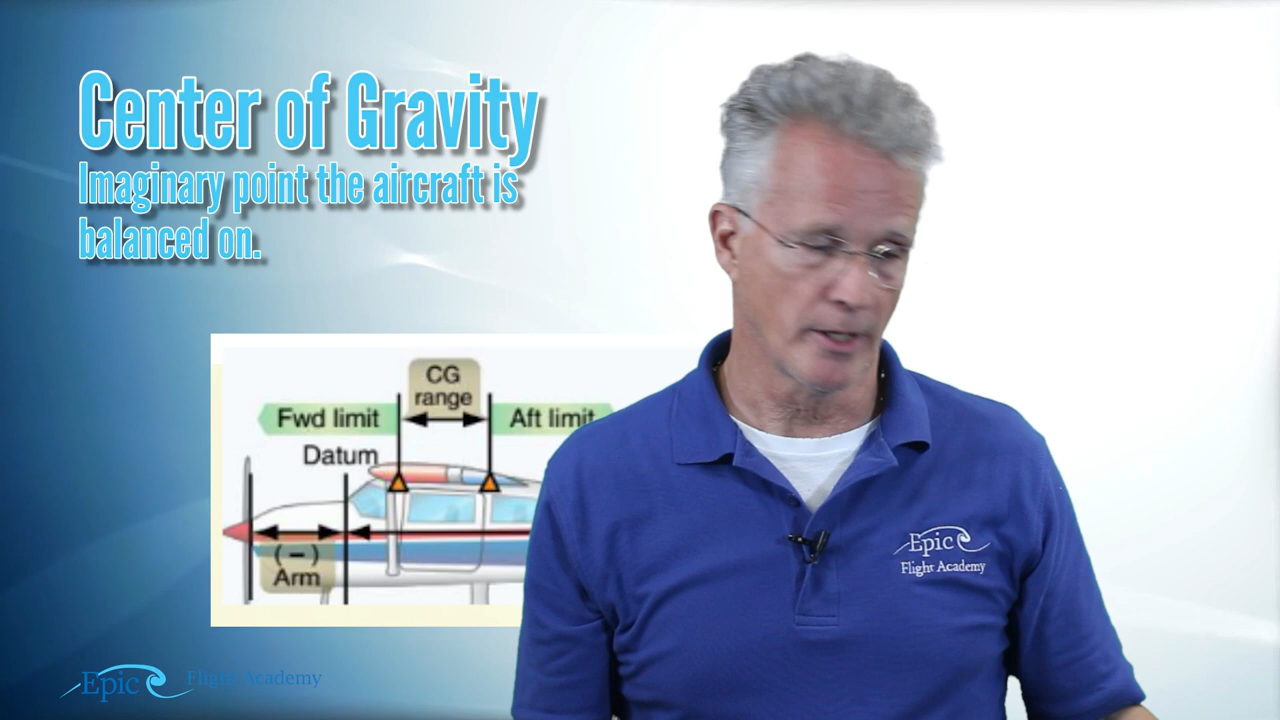 Center of Gravity
Imaginary point the aircraft is
balanced on.
CG
range
Fwd limit
Aft limit
Datum
(-)
Arm
Epic
Flight Academy
Epic Flight Academy